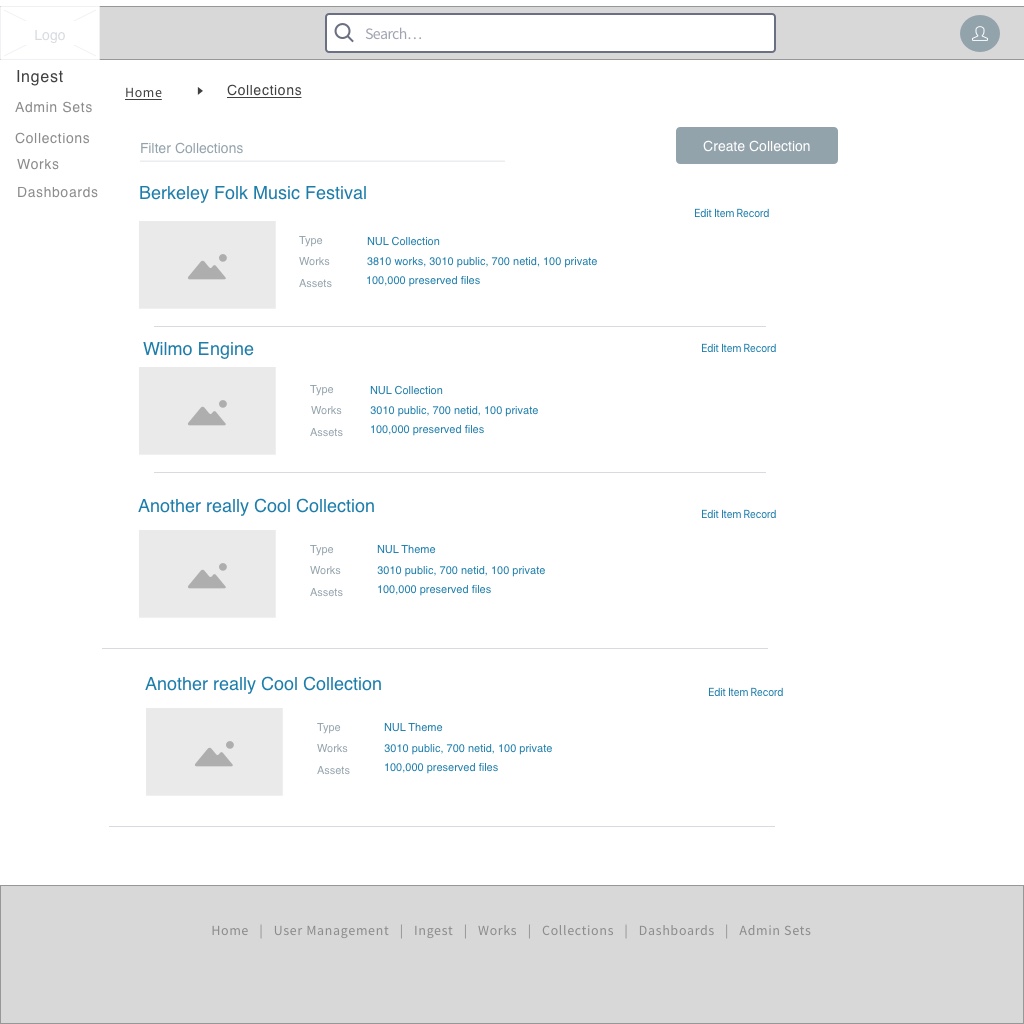 Logo
Search...
Ingest
Admin Sets
Collections
Works
Dashboards
Home
Collections
Filter Collections
Create Collection
Berkeley Folk Music Festival
Edit Item Record
Type NUL Collection
Works 3810 works, 3010 public, 700 netid, 100 private
Assets 100,000 preserved files
Wilmo Engine
Edit Item Record
Type NUL Collection
Works 3010 public, 700 netid, 100 private
Assets 100,000 preserved files
Another really Cool Collection
Edit Item Record
Type NUL Theme
Works 3010 public, 700 netid, 100 private
Assets 100,000 preserved files
Another really Cool Collection
Edit Item Record
Type NUL Theme
Works 3010 public, 700 netid, 100 private
Assets 100,000 preserved files
Home | User Management | Ingest | Works | Collections | Dashboards | Admin Sets